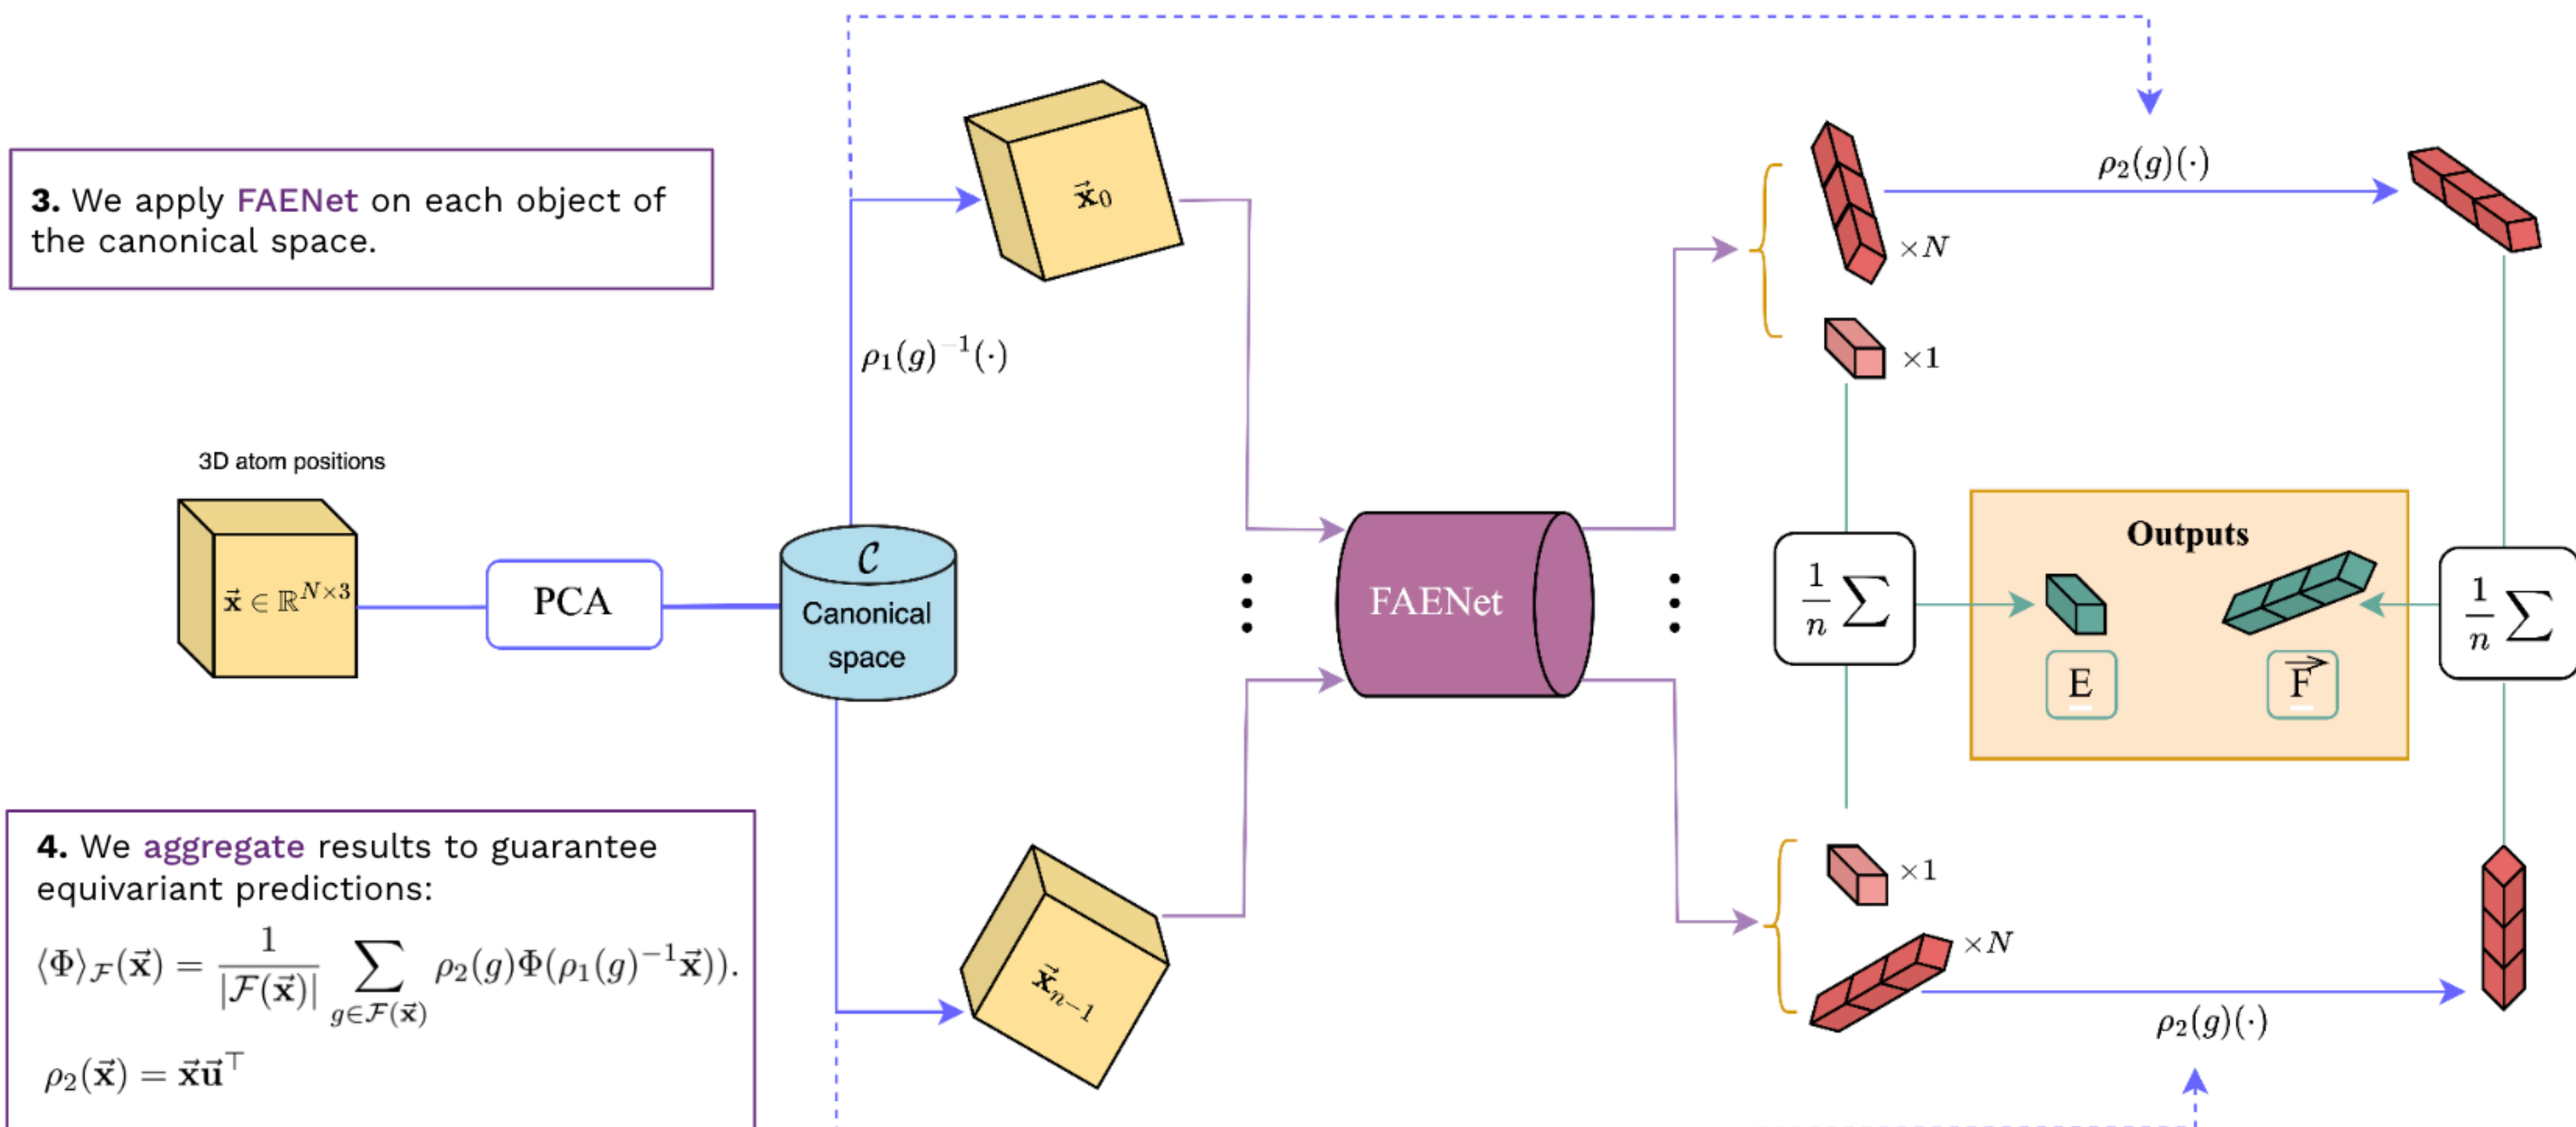 3. We apply FAENet on each object of
the canonical space.
3D atom positions
x⃗ ∈ ℝ^{N×3}
PCA
𝒞
Canonical
space
ρ₁(g)⁻¹(·)
x⃗₀
x⃗ₙ₋₁
FAENet
×N
×1
ρ₂(g)(·)
1/n ∑
Outputs
E
F⃗
1/n ∑
×1
×N
ρ₂(g)(·)
4. We aggregate results to guarantee
equivariant predictions:
⟨Φ⟩_ℱ(x⃗) = 1/|ℱ(x⃗)| ∑_{g∈ℱ(x⃗)} ρ₂(g)Φ(ρ₁(g)⁻¹x⃗)).
ρ₂(x⃗) = x⃗u⃗^⊤